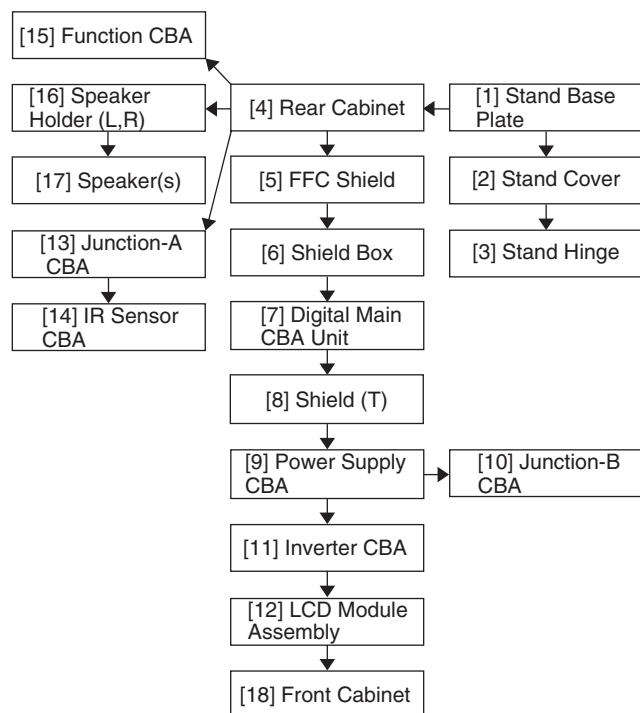 [15] Function CBA
[16] Speaker
Holder (L,R)
[4] Rear Cabinet
[1] Stand Base
Plate
[17] Speaker(s)
[5] FFC Shield
[2] Stand Cover
[13] Junction-A
CBA
[6] Shield Box
[3] Stand Hinge
[14] IR Sensor
CBA
[7] Digital Main
CBA Unit
[8] Shield (T)
[9] Power Supply
CBA
[10] Junction-B
CBA
[11] Inverter CBA
[12] LCD Module
Assembly
[18] Front Cabinet